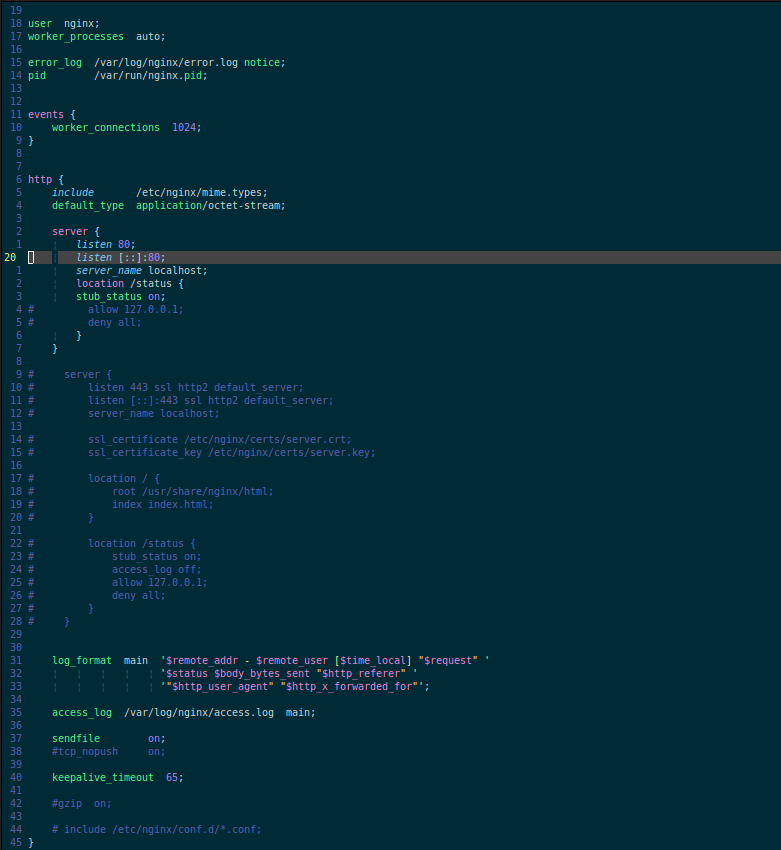 19
18 user  nginx;
17 worker_processes  auto;
16
15 error_log  /var/log/nginx/error.log notice;
14 pid        /var/run/nginx.pid;
13
12
11 events {
10     worker_connections  1024;
9 }
8
7
6 http {
5     include       /etc/nginx/mime.types;
4     default_type  application/octet-stream;
3
2     server {
1     ¦   listen 80;
20     ¦   listen [::]:80;
1     ¦   server_name localhost;
2     ¦   location /status {
3     ¦   stub_status on;
4 #         allow 127.0.0.1;
5 #         deny all;
6     ¦   }
7     }
8
9 #     server {
10 #         listen 443 ssl http2 default_server;
11 #         listen [::]:443 ssl http2 default_server;
12 #         server_name localhost;
13
14 #         ssl_certificate /etc/nginx/certs/server.crt;
15 #         ssl_certificate_key /etc/nginx/certs/server.key;
16
17 #         location / {
18 #             root /usr/share/nginx/html;
19 #             index index.html;
20 #         }
21
22 #         location /status {
23 #             stub_status on;
24 #             access_log off;
25 #             allow 127.0.0.1;
26 #             deny all;
27 #         }
28 #     }
29
30
31     log_format  main  '$remote_addr - $remote_user [$time_local] "$request" '
32     ¦   ¦   ¦   ¦   ¦ '$status $body_bytes_sent "$http_referer" '
33     ¦   ¦   ¦   ¦   ¦ '"$http_user_agent" "$http_x_forwarded_for"';
34
35     access_log  /var/log/nginx/access.log  main;
36
37     sendfile        on;
38     #tcp_nopush     on;
39
40     keepalive_timeout  65;
41
42     #gzip  on;
43
44     # include /etc/nginx/conf.d/*.conf;
45 }